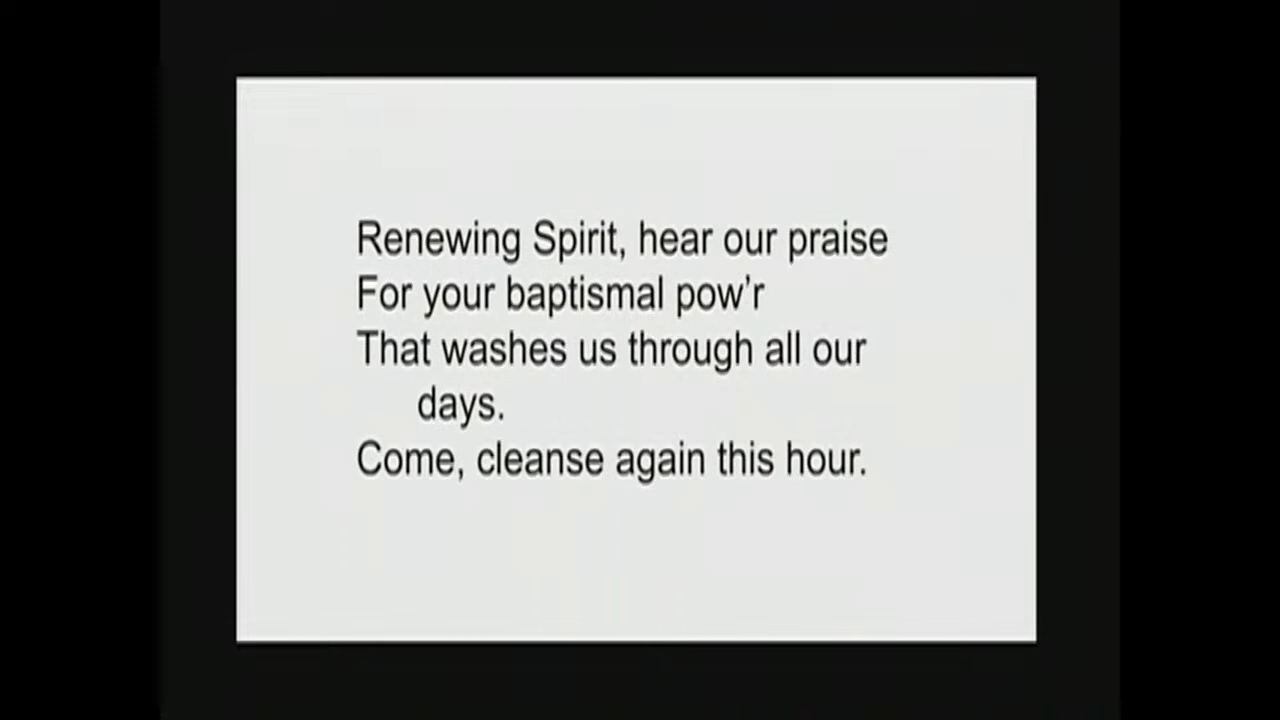 Renewing Spirit, hear our praise
For your baptismal pow’r
That washes us through all our
days.
Come, cleanse again this hour.